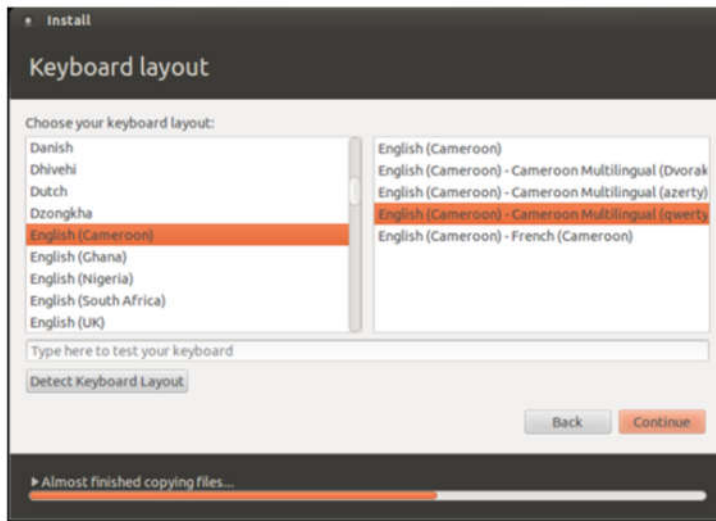 Install
Keyboard layout
Choose your keyboard layout:
Danish
Dhivehi
Dutch
Dzongkha
English (Cameroon)
English (Ghana)
English (Nigeria)
English (South Africa)
English (UK)
English (Cameroon)
English (Cameroon) - Cameroon Multilingual (Dvorak
English (Cameroon) - Cameroon Multilingual (azerty)
English (Cameroon) - Cameroon Multilingual (qwerty
English (Cameroon) - French (Cameroon)
Type here to test your keyboard
Detect Keyboard Layout
Back
Continue
Almost finished copying files...